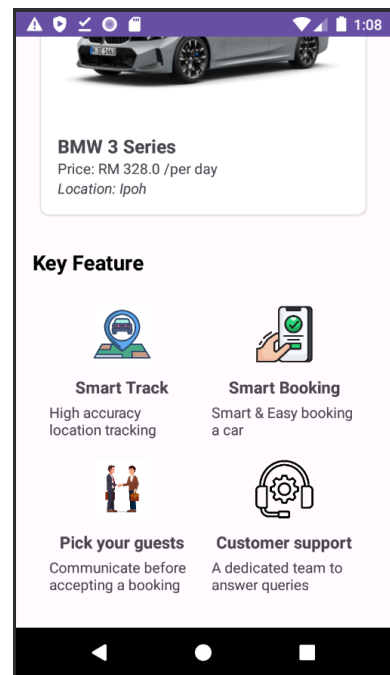 1:08
BMW 3 Series
Price: RM 328.0 /per day
Location: Ipoh
Key Feature
Smart Track
Smart Booking
High accuracy
location tracking
Smart & Easy booking
a car
Pick your guests
Customer support
Communicate before
accepting a booking
A dedicated team to
answer queries